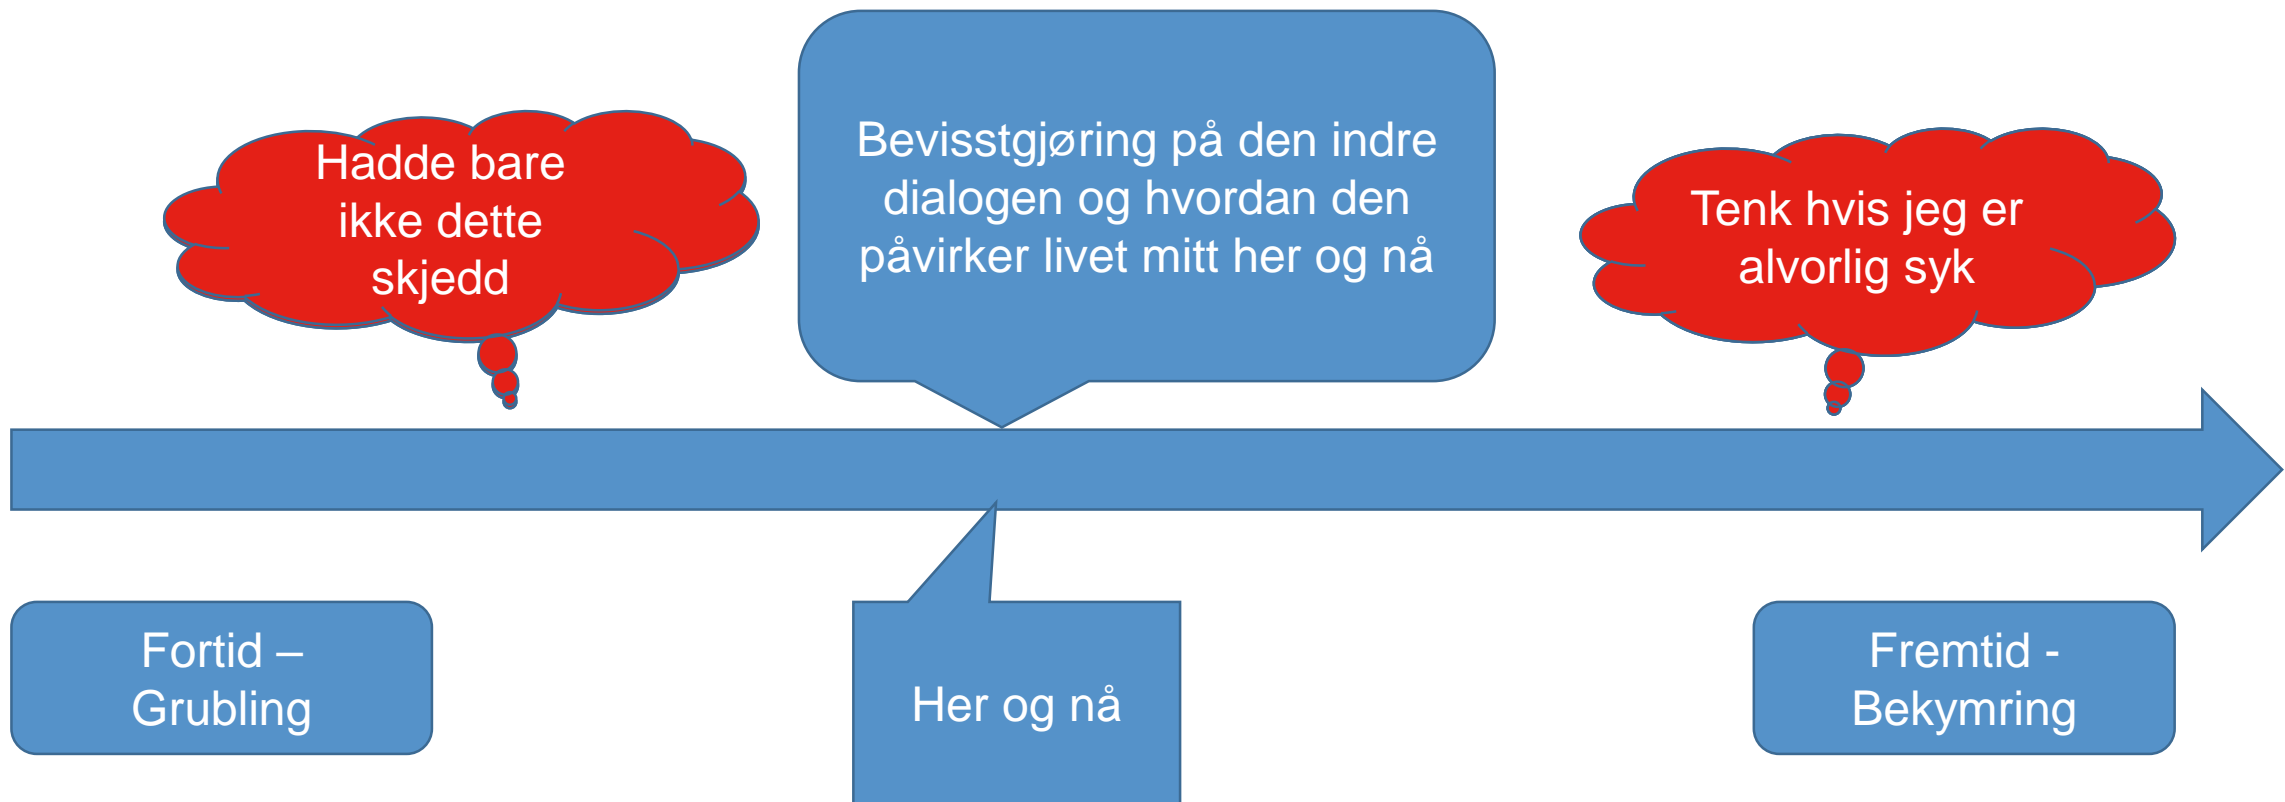 Hadde bare
ikke dette
skjedd
Bevisstgjøring på den indre
dialogen og hvordan den
påvirker livet mitt her og nå
Tenk hvis jeg er
alvorlig syk
Fortid –
Grubling
Her og nå
Fremtid -
Bekymring